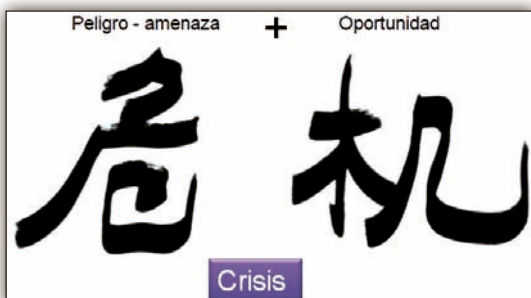 Peligro - amenaza + Oportunidad
危机
Crisis